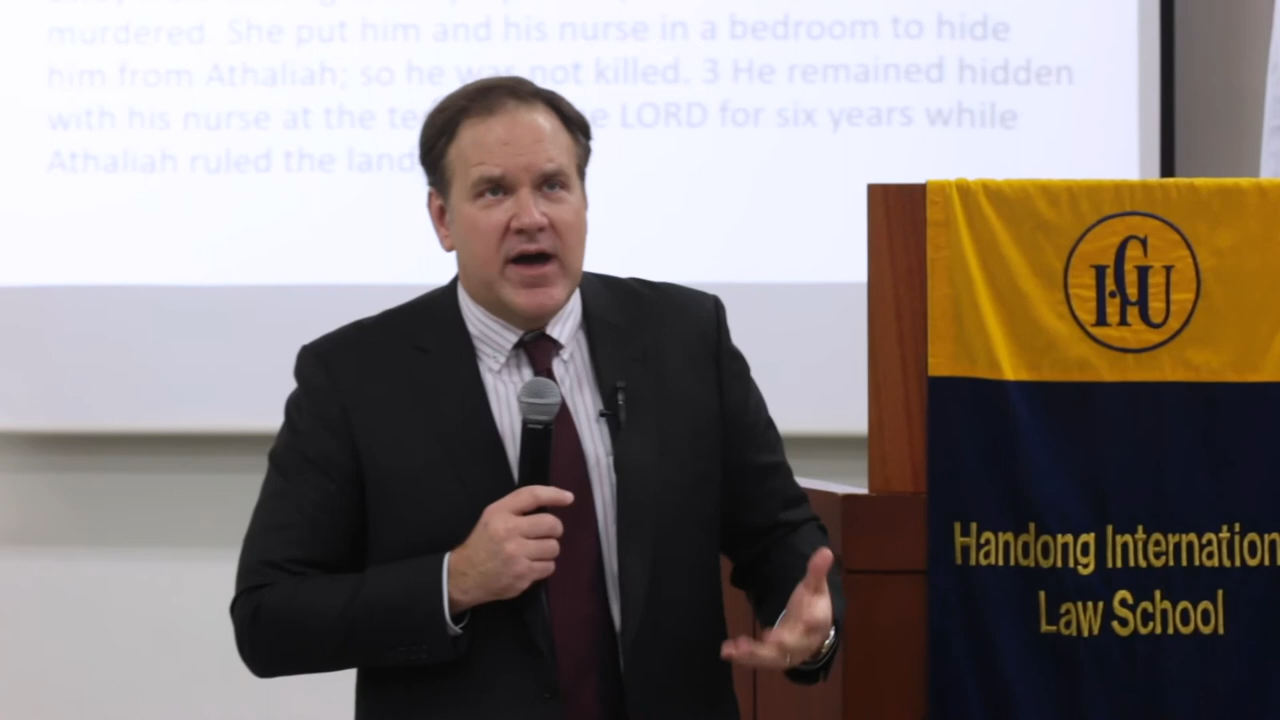 murdered. She put him and his nurse in a bedroom to hide
him from Athaliah; so he was not killed. 3 He remained hidden
with his nurse at the te e LORD for six years while
Athaliah ruled the land
HGU
Handong Internation
Law School